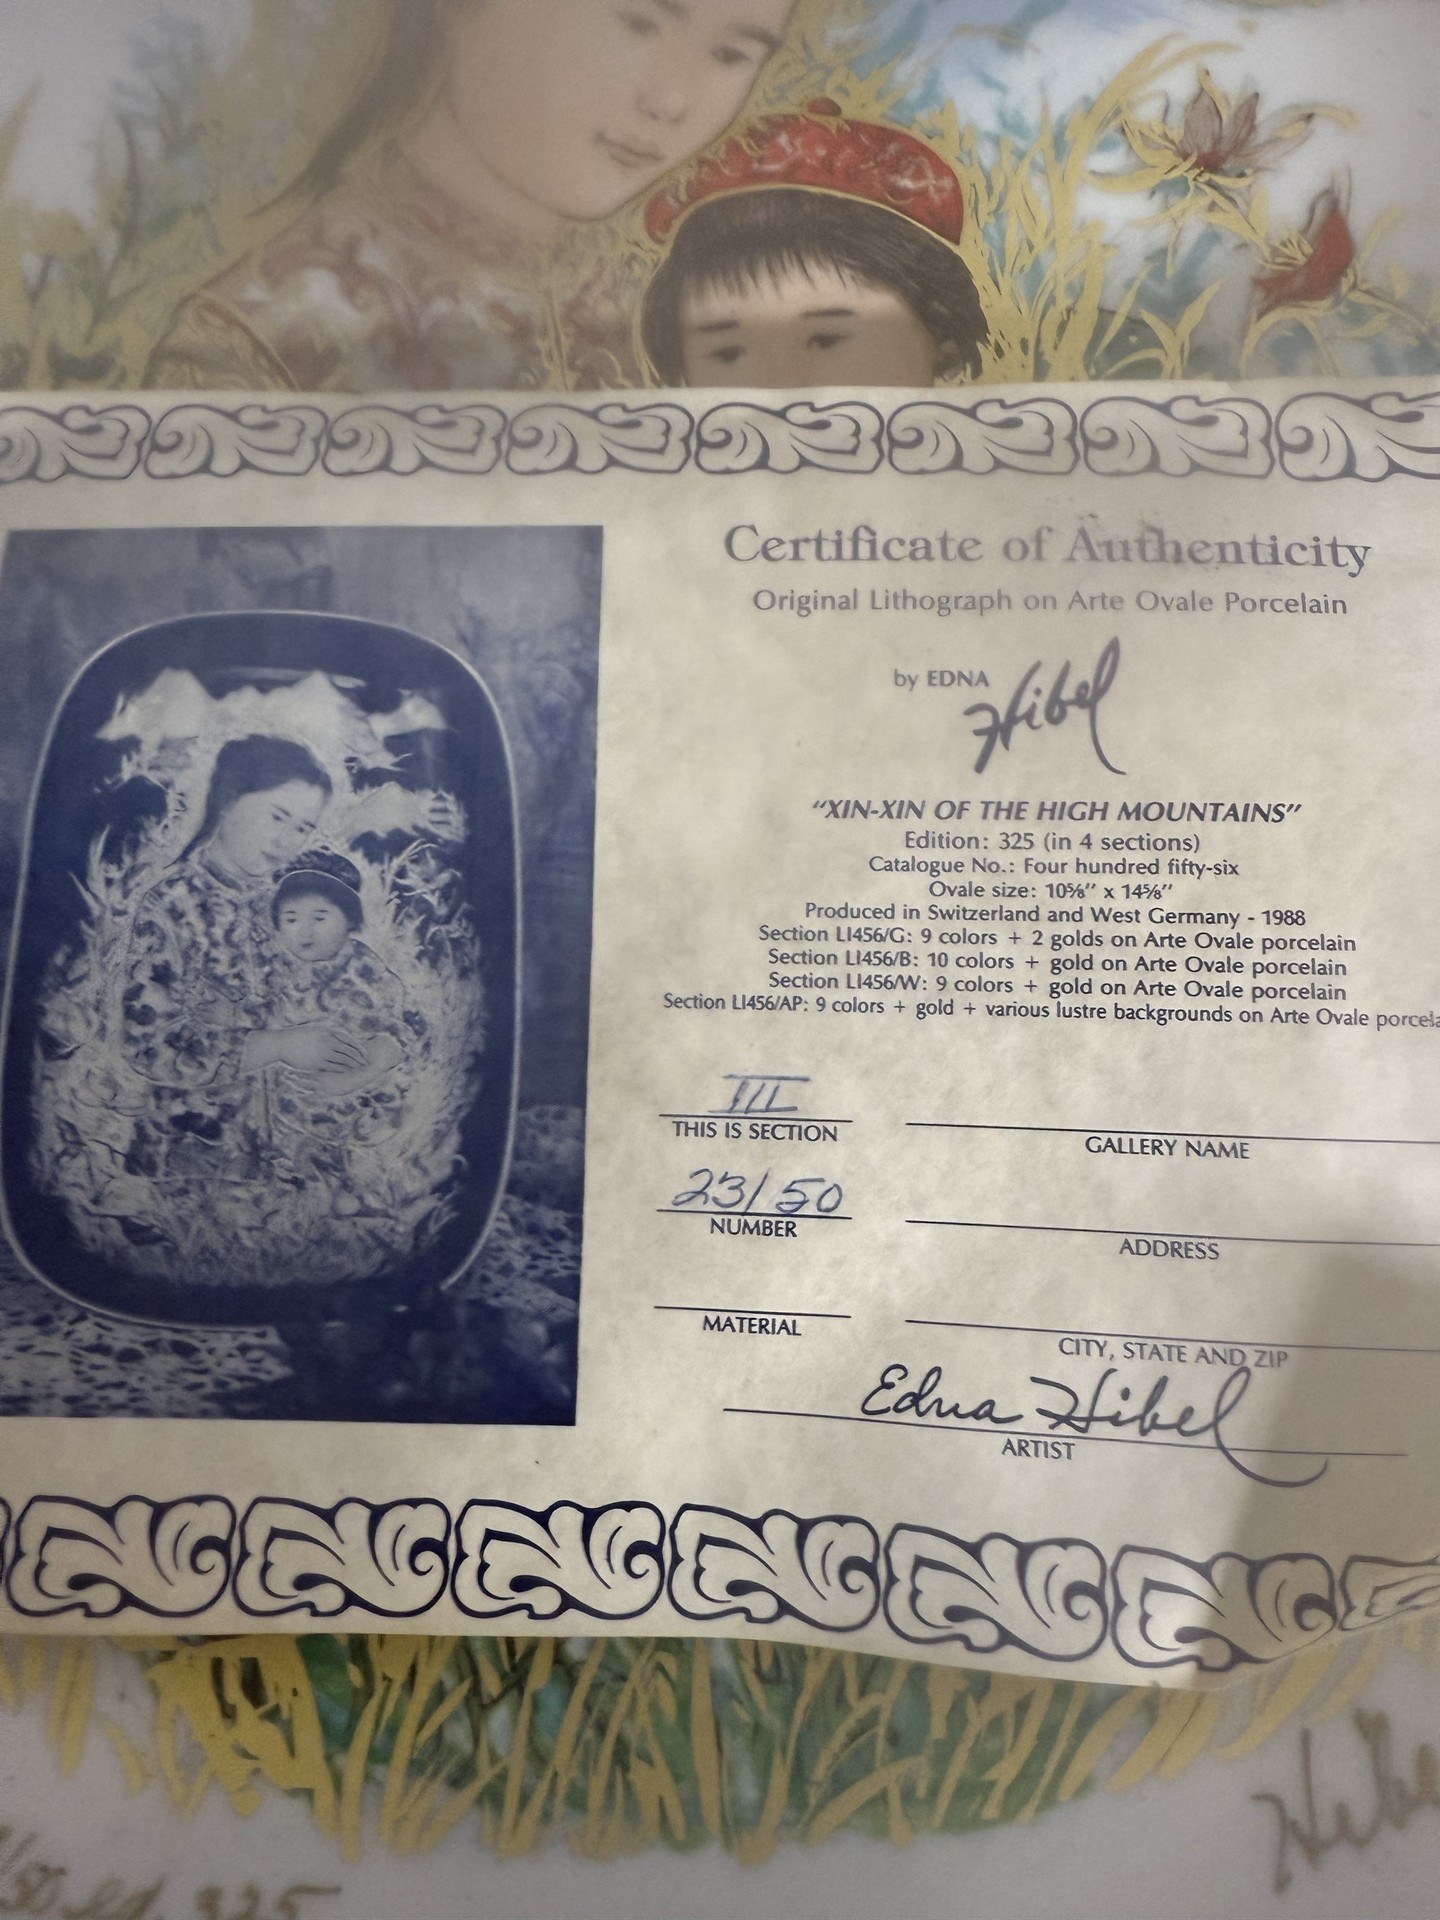 Certificate of Authenticity
Original Lithograph on Arte Ovale Porcelain
by EDNA Hibel
"XIN-XIN OF THE HIGH MOUNTAINS"
Edition: 325 (in 4 sections)
Catalogue No.: Four hundred fifty-six
Ovale size: 10⅝" x 14⅝"
Produced in Switzerland and West Germany - 1988
Section LI456/G: 9 colors + 2 golds on Arte Ovale porcelain
Section LI456/B: 10 colors + gold on Arte Ovale porcelain
Section LI456/W: 9 colors + gold on Arte Ovale porcelain
Section LI456/AP: 9 colors + gold + various lustre backgrounds on Arte Ovale porcela
III
THIS IS SECTION
GALLERY NAME
23/50
NUMBER
ADDRESS
MATERIAL
CITY, STATE AND ZIP
Edna Hibel
ARTIST
Hibe
/50 Ed. 325